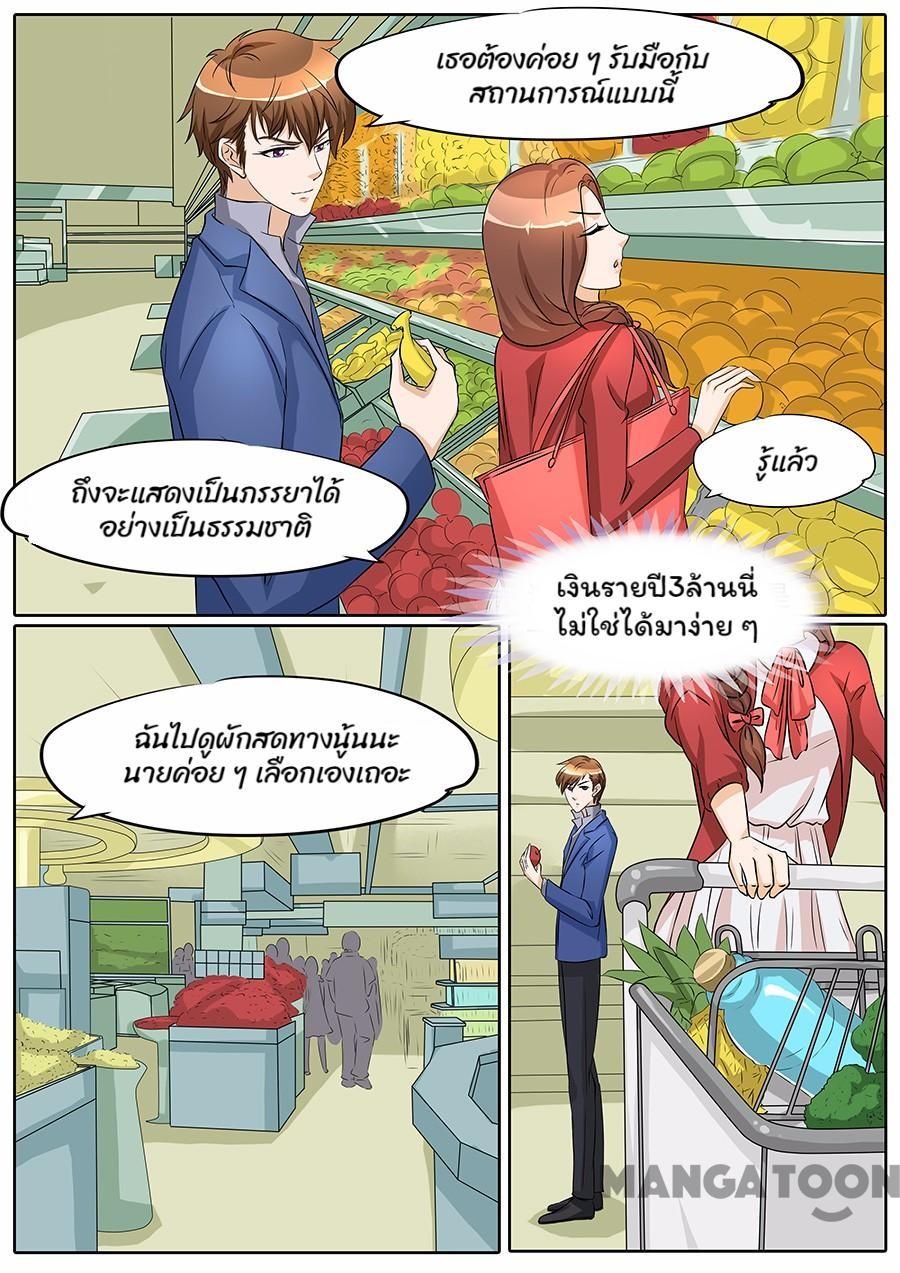 เธอต้องค่อย ๆ รับมือกับ
สถานการณ์แบบนี้
ถึงจะแสดงเป็นภรรยาได้
อย่างเป็นธรรมชาติ
รู้แล้ว
เงินรายปี3ล้านนี่
ไม่ใช่ได้มาง่าย ๆ
ฉันไปดูผักสดทางนู้นนะ
นายค่อย ๆ เลือกเองเถอะ
MANGATOON